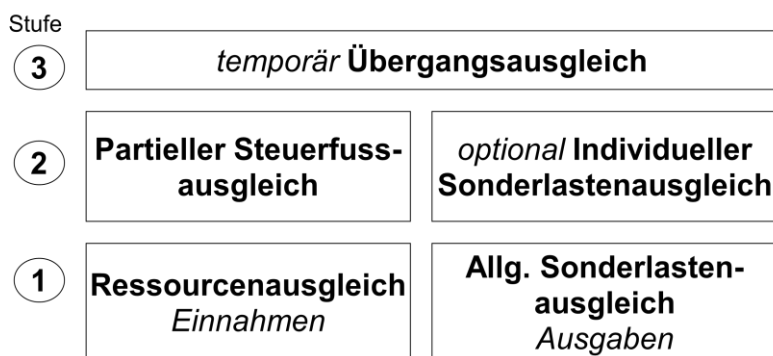 Stufe
3
temporär Übergangsausgleich
2
Partieller Steuerfuss-
ausgleich
optional Individueller
Sonderlastenausgleich
1
Ressourcenausgleich
Einnahmen
Allg. Sonderlasten-
ausgleich
Ausgaben